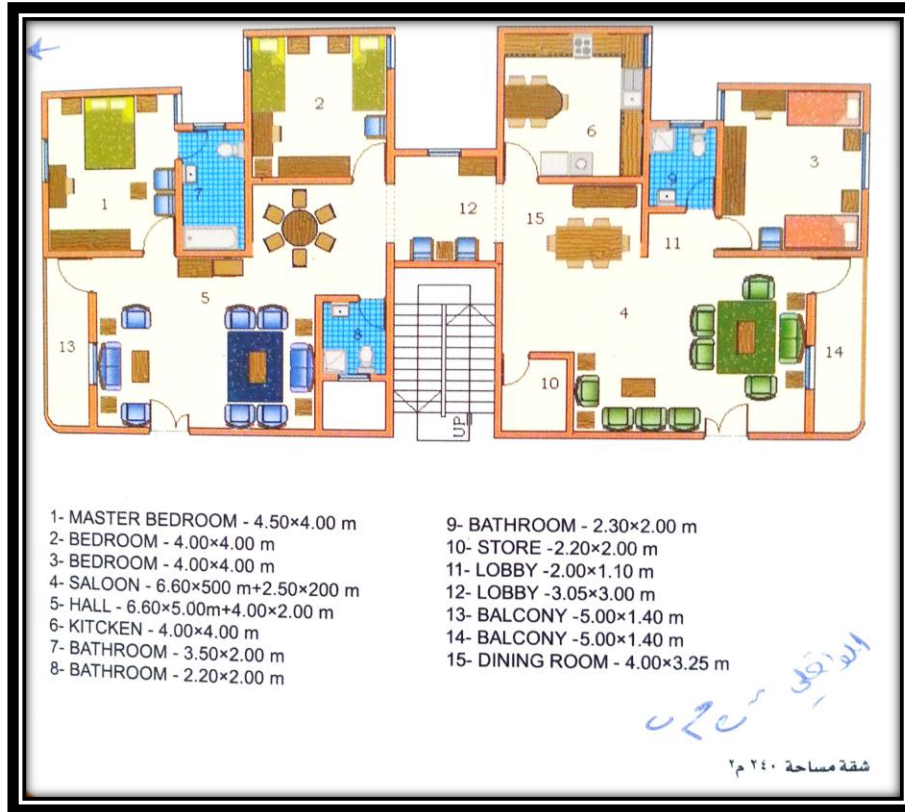 2
6
3
9
7
1
12
15
11
5
4
13
8
14
10
UP
1- MASTER BEDROOM - 4.50×4.00 m
2- BEDROOM - 4.00×4.00 m
3- BEDROOM - 4.00×4.00 m
4- SALOON - 6.60×500 m+2.50×200 m
5- HALL - 6.60×5.00m+4.00×2.00 m
6- KITCKEN - 4.00×4.00 m
7- BATHROOM - 3.50×2.00 m
8- BATHROOM - 2.20×2.00 m
9- BATHROOM - 2.30×2.00 m
10- STORE -2.20×2.00 m
11- LOBBY -2.00×1.10 m
12- LOBBY -3.05×3.00 m
13- BALCONY -5.00×1.40 m
14- BALCONY -5.00×1.40 m
15- DINING ROOM - 4.00×3.25 m
شقة مساحة ٢٤٠ م٢